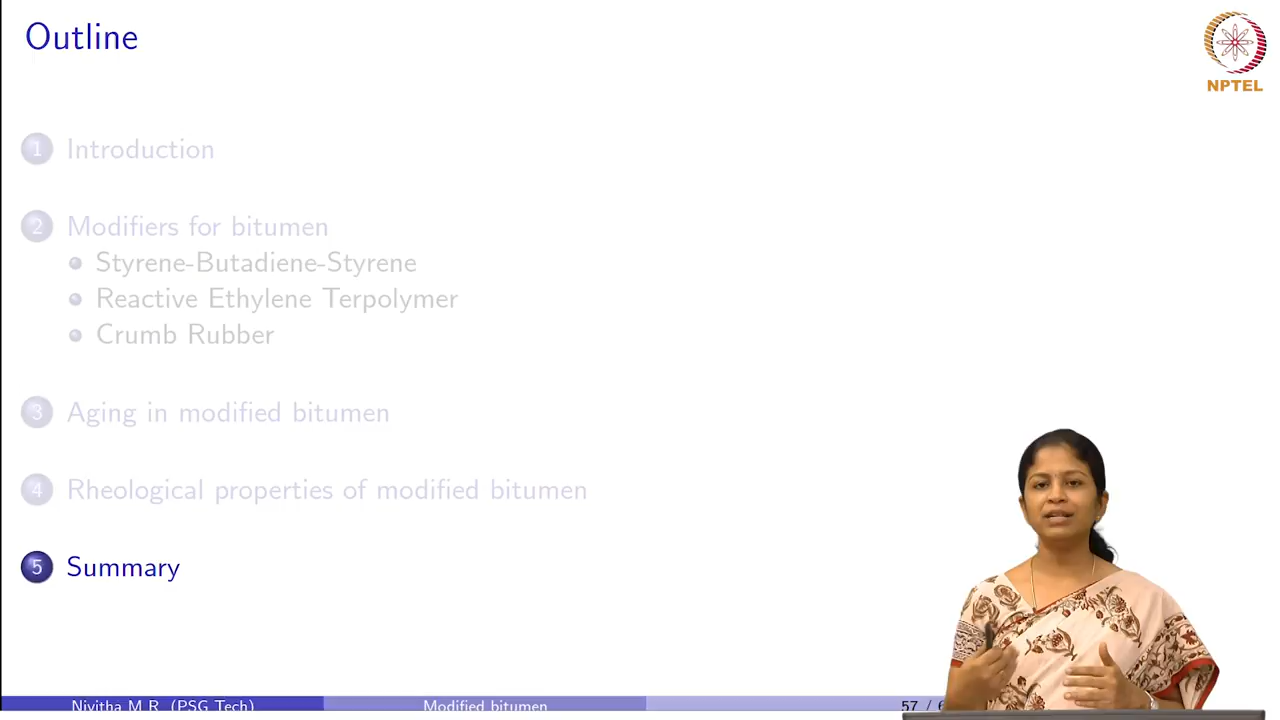 Outline
NPTEL
1 Introduction
2 Modifiers for bitumen
Styrene-Butadiene-Styrene
Reactive Ethylene Terpolymer
Crumb Rubber
3 Aging in modified bitumen
4 Rheological properties of modified bitumen
5 Summary
Nivitha M.R. (PSG Tech)
Modified bitumen
57 /